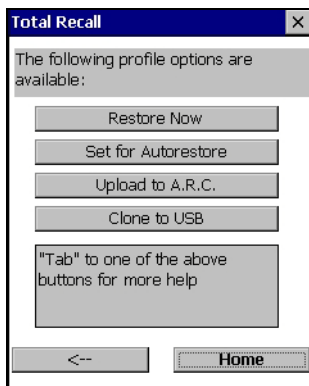 Total Recall
The following profile options are
available:
Restore Now
Set for Autorestore
Upload to A.R.C.
Clone to USB
"Tab" to one of the above
buttons for more help
<--
Home